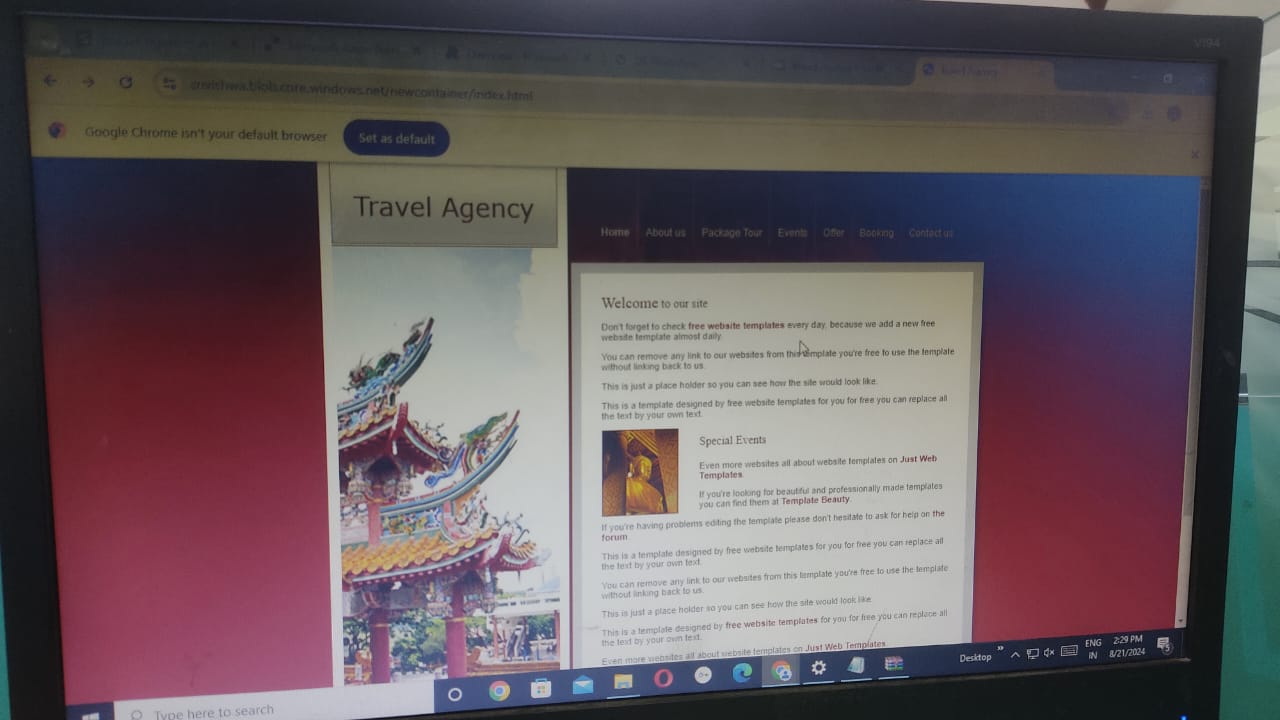 VI94
Travel Agency
.blob.core.windows.net/newcontainer/index.html
Google Chrome isn't your default browser
Set as default
Travel Agency
Home About us Package Tour Events Offer Booking Contact us
Welcome to our site
Don't forget to check free website templates every day, because we add a new free
website template almost daily.
You can remove any link to our websites from this template you're free to use the template
without linking back to us.
This is just a place holder so you can see how the site would look like.
This is a template designed by free website templates for you for free you can replace all
the text by your own text.
Special Events
Even more websites all about website templates on Just Web
Templates.
If you're looking for beautiful and professionally made templates
you can find them at Template Beauty.
If you're having problems editing the template please don't hesitate to ask for help on the
forum.
This is a template designed by free website templates for you for free you can replace all
the text by your own text.
You can remove any link to our websites from this template you're free to use the template
without linking back to us.
This is just a place holder so you can see how the site would look like.
This is a template designed by free website templates for you for free you can replace all
the text by your own text.
Even more websites all about website templates on Just Web Templates.
Type here to search
Desktop
ENG
IN
2:29 PM
8/21/2024